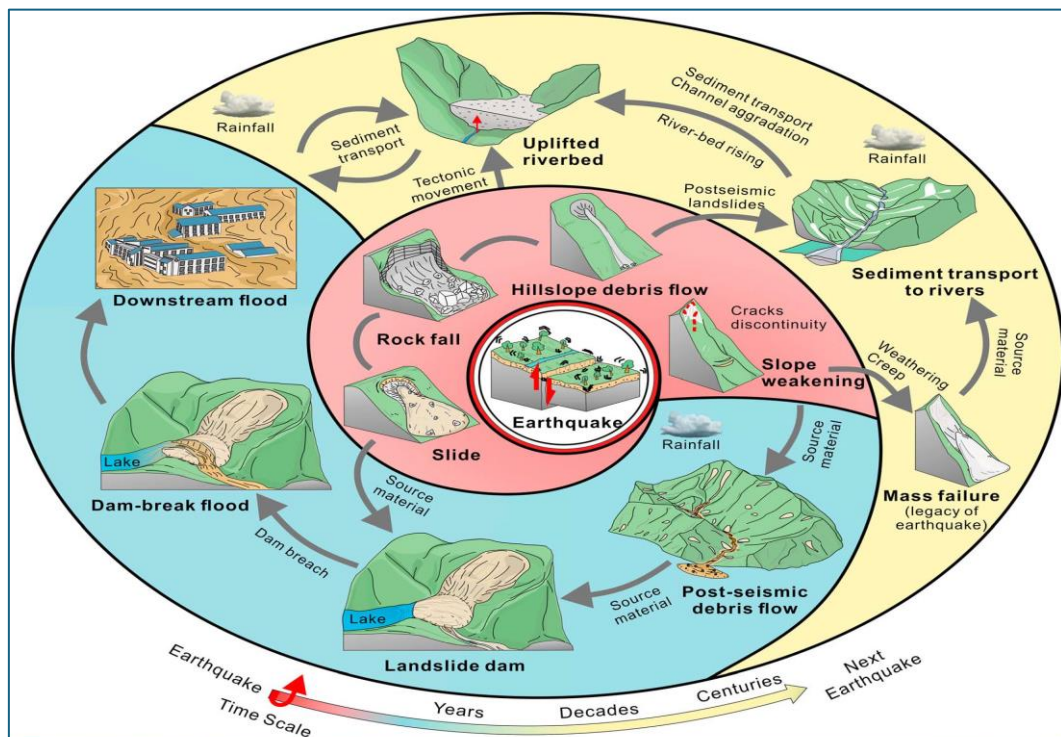 Rainfall
Sediment
transport
Uplifted
riverbed
Tectonic
movement
Sediment transport
Channel aggradation
River-bed rising
Rainfall
Postseismic
landslides
Sediment transport
to rivers
Downstream flood
Hillslope debris flow
Rock fall
Cracks
discontinuity
Slope
weakening
Earthquake
Slide
Weathering
Creep
Source
material
Mass failure
(legacy of
earthquake)
Rainfall
Source
material
Source
material
Lake
Dam-break flood
Dam breach
Post-seismic
debris flow
Source
material
Lake
Landslide dam
Earthquake
Time Scale
Years
Decades
Centuries
Next
Earthquake